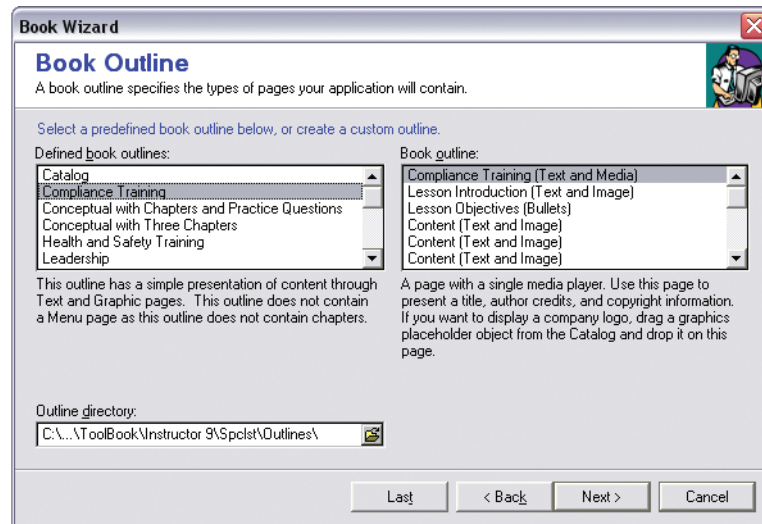 Book Wizard
Book Outline
A book outline specifies the types of pages your application will contain.
Select a predefined book outline below, or create a custom outline.
Defined book outlines:
Catalog
Compliance Training
Conceptual with Chapters and Practice Questions
Conceptual with Three Chapters
Health and Safety Training
Leadership
This outline has a simple presentation of content through
Text and Graphic pages. This outline does not contain
a Menu page as this outline does not contain chapters.
Book outline:
Compliance Training (Text and Media)
Lesson Introduction (Text and Image)
Lesson Objectives (Bullets)
Content (Text and Image)
Content (Text and Image)
Content (Text and Image)
A page with a single media player. Use this page to
present a title, author credits, and copyright information.
If you want to display a company logo, drag a graphics
placeholder object from the Catalog and drop it on this
page.
Outline directory:
C:\...\ToolBook\Instructor 9\Spclst\Outlines\
Last
< Back
Next >
Cancel